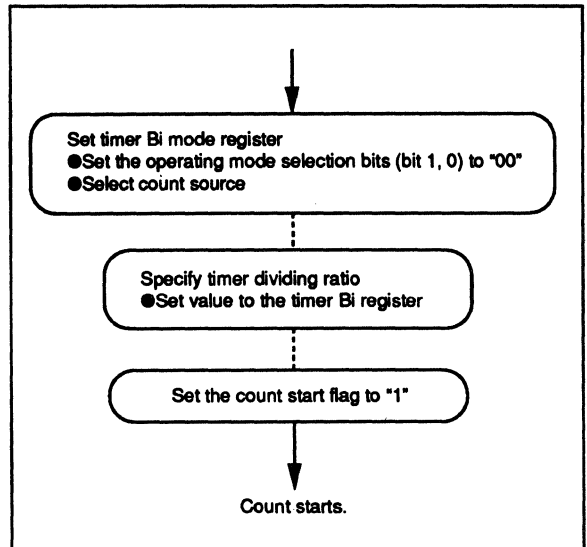 Set timer Bi mode register
●Set the operating mode selection bits (bit 1, 0) to "00"
●Select count source
Specify timer dividing ratio
●Set value to the timer Bi register
Set the count start flag to "1"
Count starts.